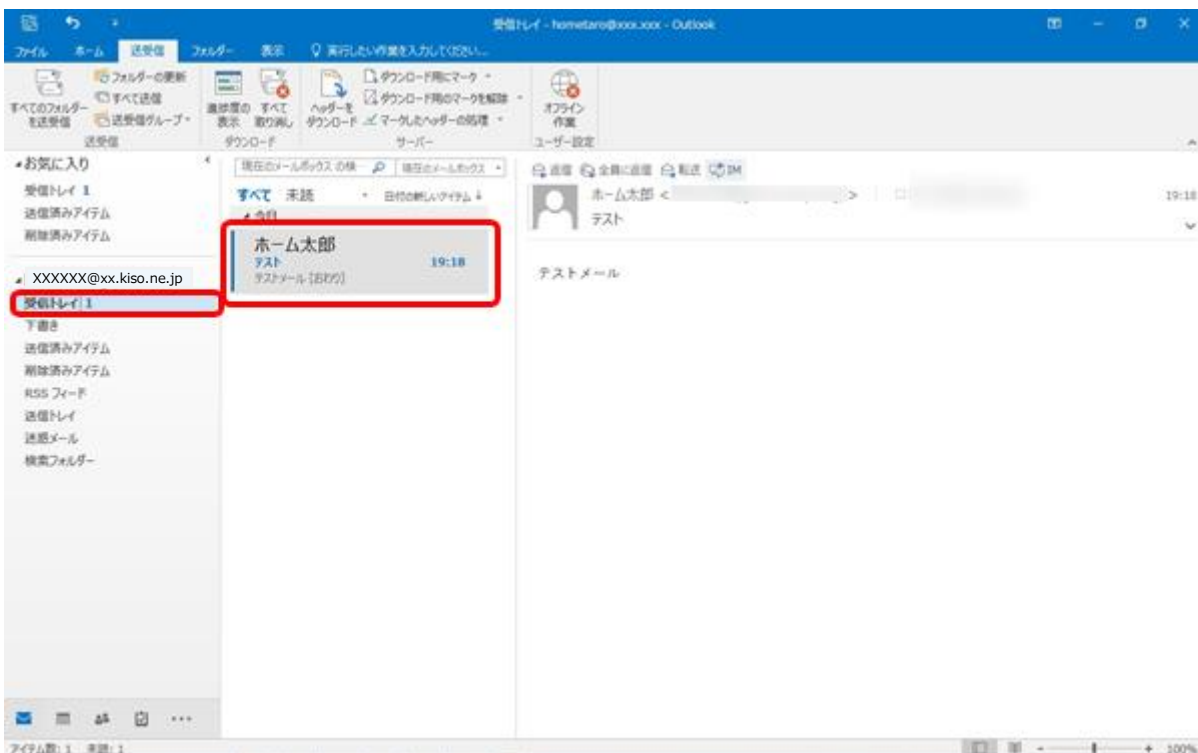 受信トレイ - hometaro@xxx.xxx - Outlook
ファイル ホーム 送受信 フォルダー 表示 実行したい作業を入力してください...
すべてのフォルダー
を送受信
フォルダーの更新
すべて送信
送受信グループ
送受信
進捗度の
表示
すべて
取り消し
ダウンロード
ヘッダーを
ダウンロード
ダウンロード用にマーク
ダウンロード用のマークを解除
マークしたヘッダーの処理
サーバー
オフライン
作業
ユーザー設定
お気に入り
受信トレイ 1
送信済みアイテム
削除済みアイテム
XXXXXX@xx.kiso.ne.jp
受信トレイ 1
下書き
送信済みアイテム
削除済みアイテム
RSS フィード
送信トレイ
迷惑メール
検索フォルダー
現在のメールボックス の検 現在のメールボックス
すべて 未読 日付の新しいアイテム ↓
今日
ホーム太郎
テスト 19:18
テストメール [おわり]
返信 全員に返信 転送 IM
ホーム太郎 < > 19:18
テスト
テストメール
アイテム数: 1 未読: 1
100%